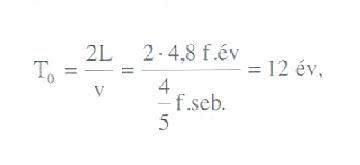 T₀ = 2L/v = (2 · 4,8 f.év)/(4/5 f.seb.) = 12 év,